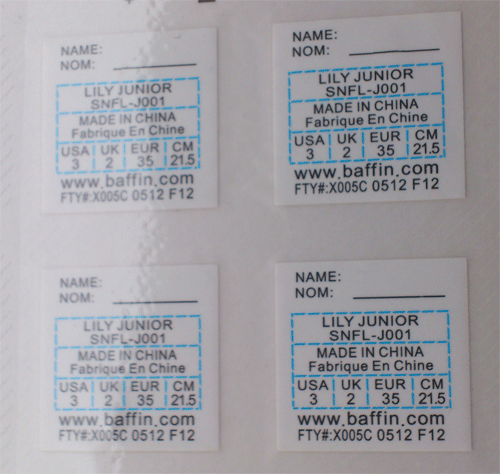 NAME:
NOM:
LILY JUNIOR
SNFL-J001
MADE IN CHINA
Fabrique En Chine
USA UK EUR CM
3 2 35 21.5
www.baffin.com
FTY#:X005C 0512 F12
NAME:
NOM:
LILY JUNIOR
SNFL-J001
MADE IN CHINA
Fabrique En Chine
USA UK EUR CM
3 2 35 21.5
www.baffin.com
FTY#:X005C 0512 F12
NAME:
NOM:
LILY JUNIOR
SNFL-J001
MADE IN CHINA
Fabrique En Chine
USA UK EUR CM
3 2 35 21.5
www.baffin.com
FTY#:X005C 0512 F12
NAME:
NOM:
LILY JUNIOR
SNFL-J001
MADE IN CHINA
Fabrique En Chine
USA UK EUR CM
3 2 35 21.5
www.baffin.com
FTY#:X005C 0512 F12